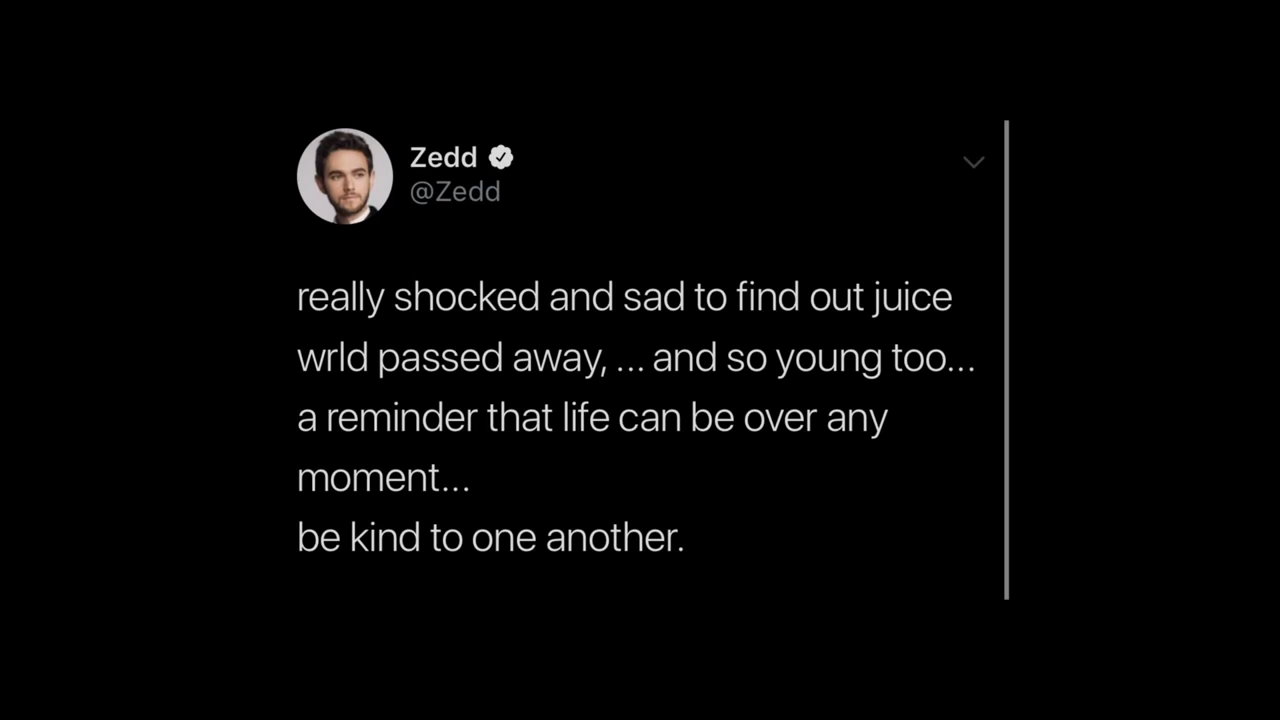 Zedd
@Zedd
really shocked and sad to find out juice
wrld passed away, ... and so young too...
a reminder that life can be over any
moment...
be kind to one another.